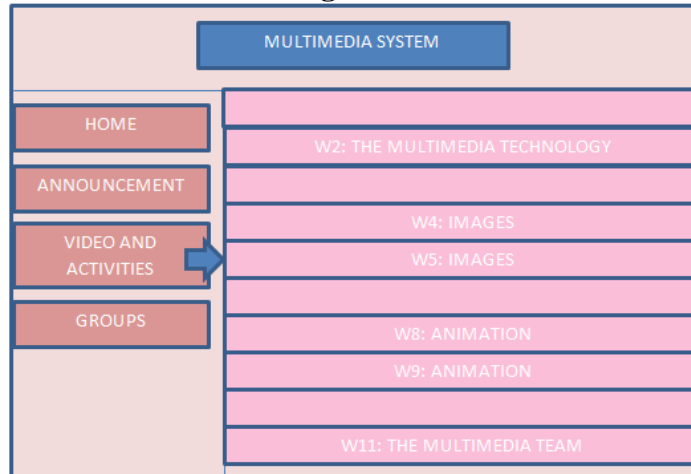 MULTIMEDIA SYSTEM
HOME
ANNOUNCEMENT
VIDEO AND
ACTIVITIES
GROUPS
W2: THE MULTIMEDIA TECHNOLOGY
W4: IMAGES
W5: IMAGES
W8: ANIMATION
W9: ANIMATION
W11: THE MULTIMEDIA TEAM